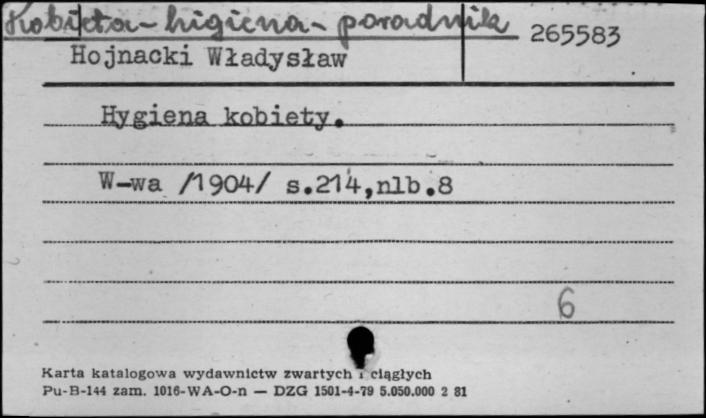 Kobieta - higiena - poradnik
265583
Hojnacki Władysław
Hygiena kobiety.
W-wa /1904/ s.214,nlb.8
6
Karta katalogowa wydawnictw zwartych i ciągłych
Pu-B-144 zam. 1016-WA-O-n — DZG 1501-4-79 5.050.000 2 81